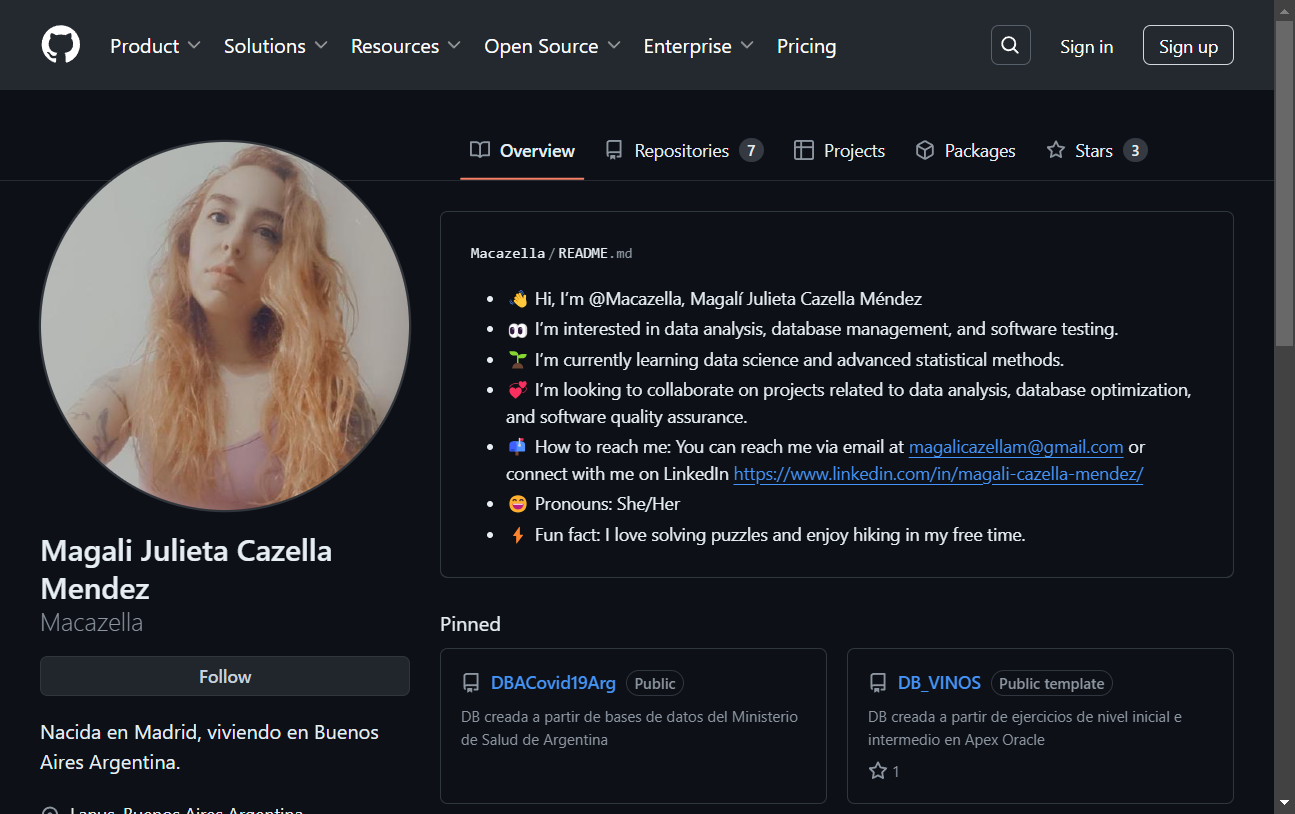 Product Solutions Resources Open Source Enterprise Pricing Sign in Sign up
Overview Repositories 7 Projects Packages Stars 3
Macazella/README.md
👋 Hi, I’m @Macazella, Magalí Julieta Cazella Méndez
👀 I’m interested in data analysis, database management, and software testing.
🌱 I’m currently learning data science and advanced statistical methods.
💞️ I’m looking to collaborate on projects related to data analysis, database optimization,
and software quality assurance.
📫 How to reach me: You can reach me via email at magalicazellam@gmail.com or
connect with me on LinkedIn https://www.linkedin.com/in/magali-cazella-mendez/
😄 Pronouns: She/Her
⚡ Fun fact: I love solving puzzles and enjoy hiking in my free time.
Magali Julieta Cazella
Mendez
Macazella
Follow
Nacida en Madrid, viviendo en Buenos
Aires Argentina.
Lanus, Buenos Aires Argentina
Pinned
DBACovid19Arg Public
DB creada a partir de bases de datos del Ministerio
de Salud de Argentina
DB_VINOS Public template
DB creada a partir de ejercicios de nivel inicial e
intermedio en Apex Oracle
1